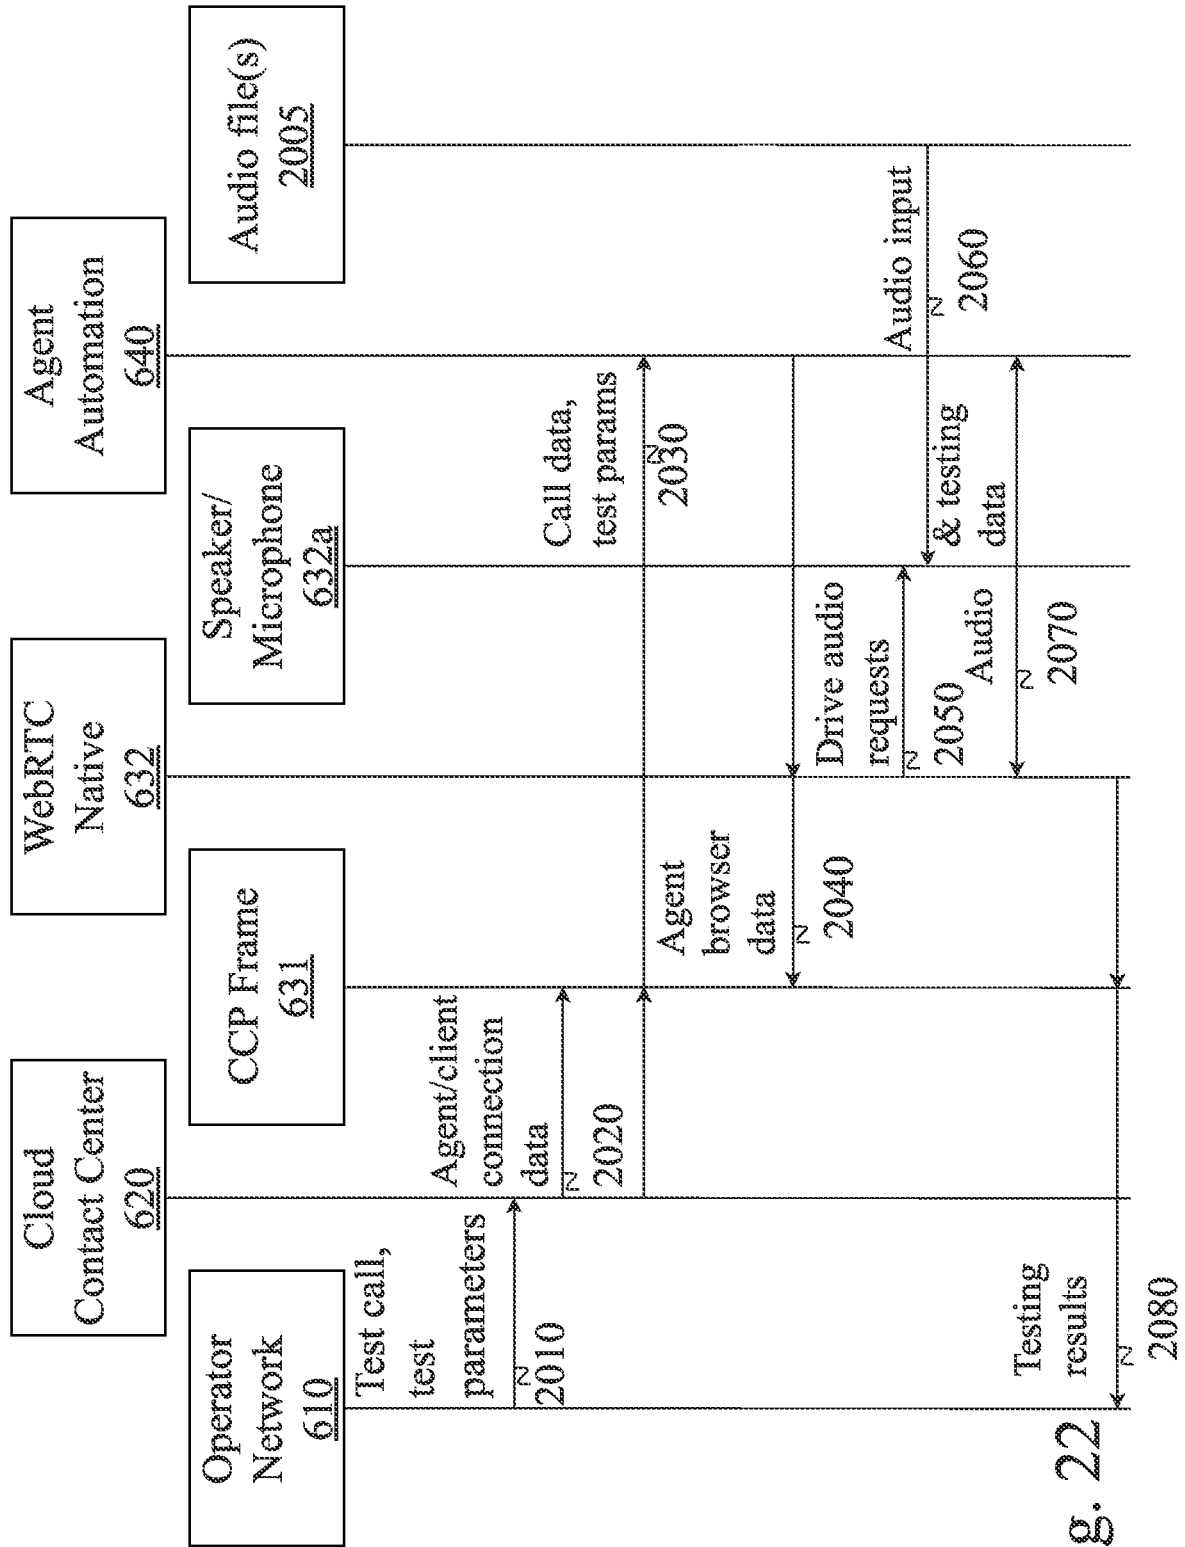 Operator
Network
610
Cloud
Contact Center
620
CCP Frame
631
WebRTC
Native
632
Speaker/
Microphone
632a
Agent
Automation
640
Audio file(s)
2005
Test call,
test
parameters
2010
Agent/client
connection
data
2020
Call data,
test params
2030
Agent
browser
data
2040
Drive audio
requests
2050
Audio input
2060
Audio & testing
data
2070
Testing
results
2080
g. 22